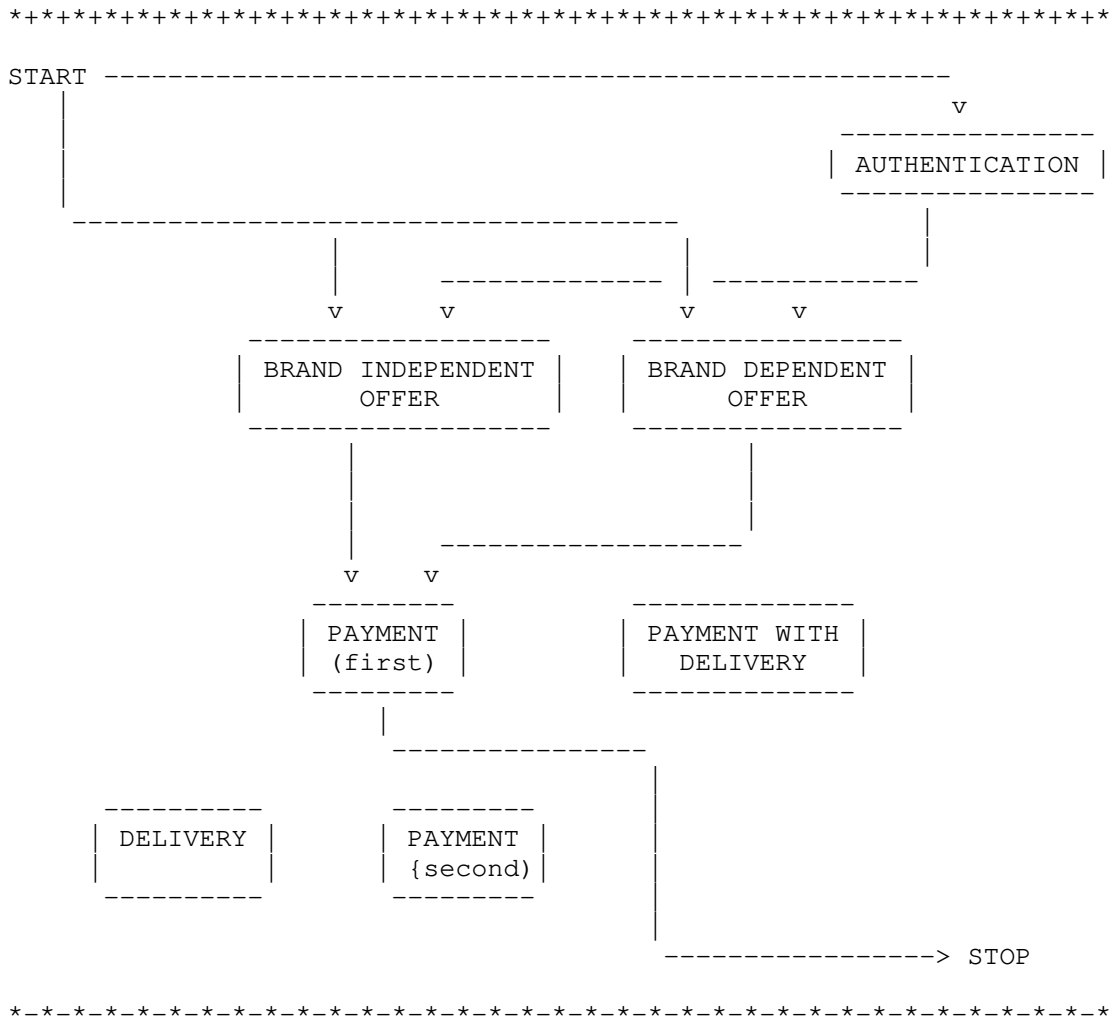 *+*+*+*+*+*+*+*+*+*+*+*+*+*+*+*+*+*+*+*+*+*+*+*+*+*+*+*+*+*+*+*+*+*+*
START
v
AUTHENTICATION
v v v v
BRAND INDEPENDENT BRAND DEPENDENT
OFFER OFFER
v v
PAYMENT PAYMENT WITH
(first) DELIVERY
DELIVERY PAYMENT
{second)
STOP
*-*-*-*-*-*-*-*-*-*-*-*-*-*-*-*-*-*-*-*-*-*-*-*-*-*-*-*-*-*-*-*-*-*-*